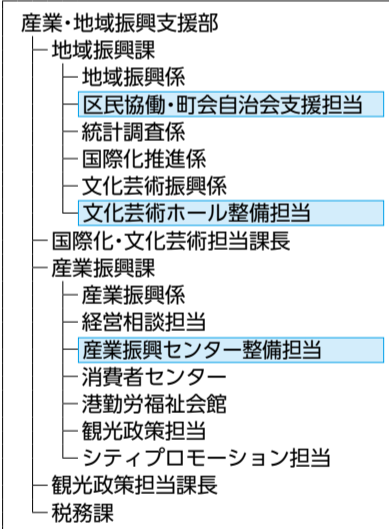 産業・地域振興支援部
地域振興課
地域振興係
区民協働・町会自治会支援担当
統計調査係
国際化推進係
文化芸術振興係
文化芸術ホール整備担当
国際化・文化芸術担当課長
産業振興課
産業振興係
経営相談担当
産業振興センター整備担当
消費者センター
港勤労福祉会館
観光政策担当
シティプロモーション担当
観光政策担当課長
税務課